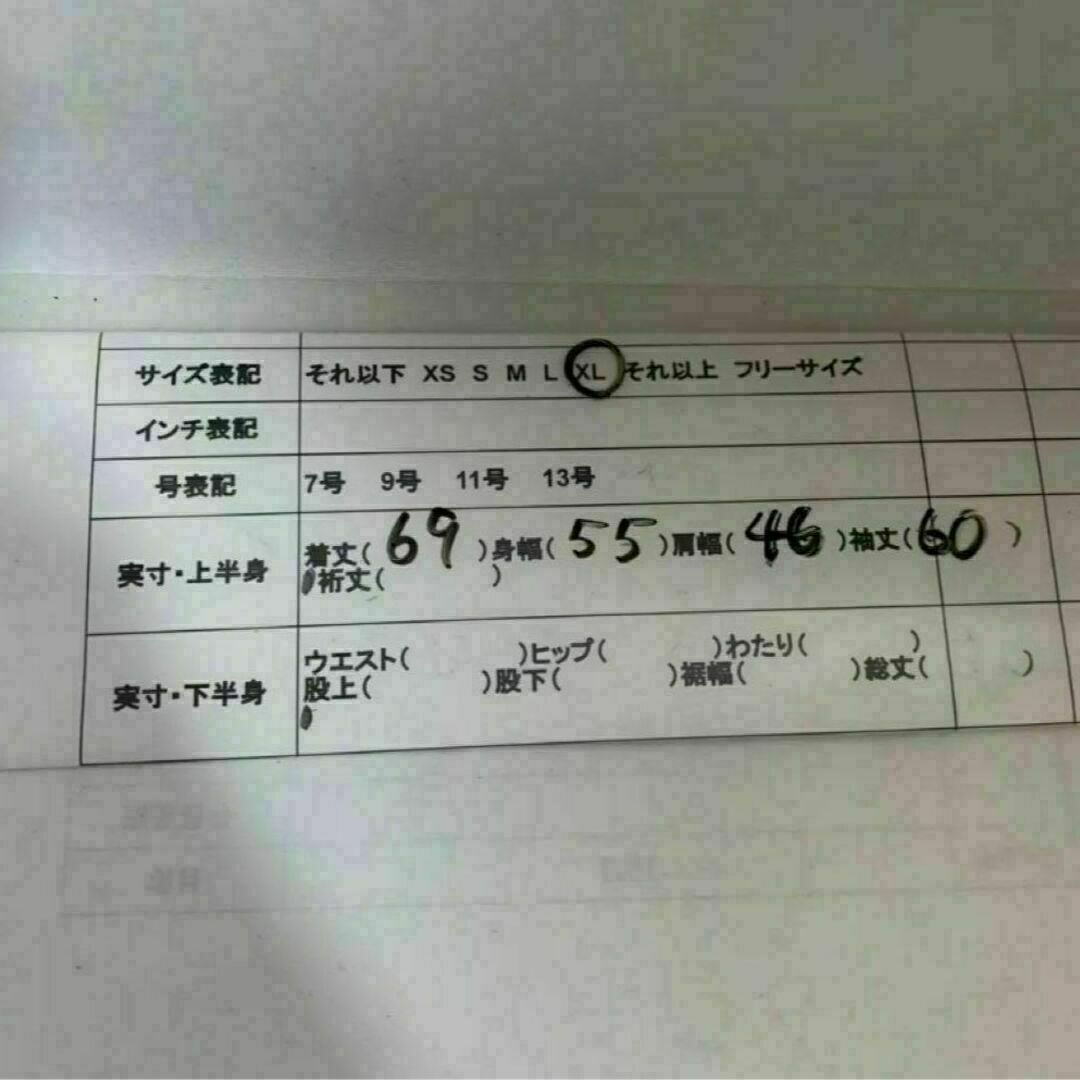 サイズ表記 それ以下 XS S M L XL それ以上 フリーサイズ
インチ表記
号表記 7号 9号 11号 13号
実寸・上半身 着丈( 69 )身幅( 55 )肩幅( 46 )袖丈( 60 )
裄丈( )
実寸・下半身 ウエスト( )ヒップ( )わたり( )
股上( )股下( )裾幅( )総丈( )